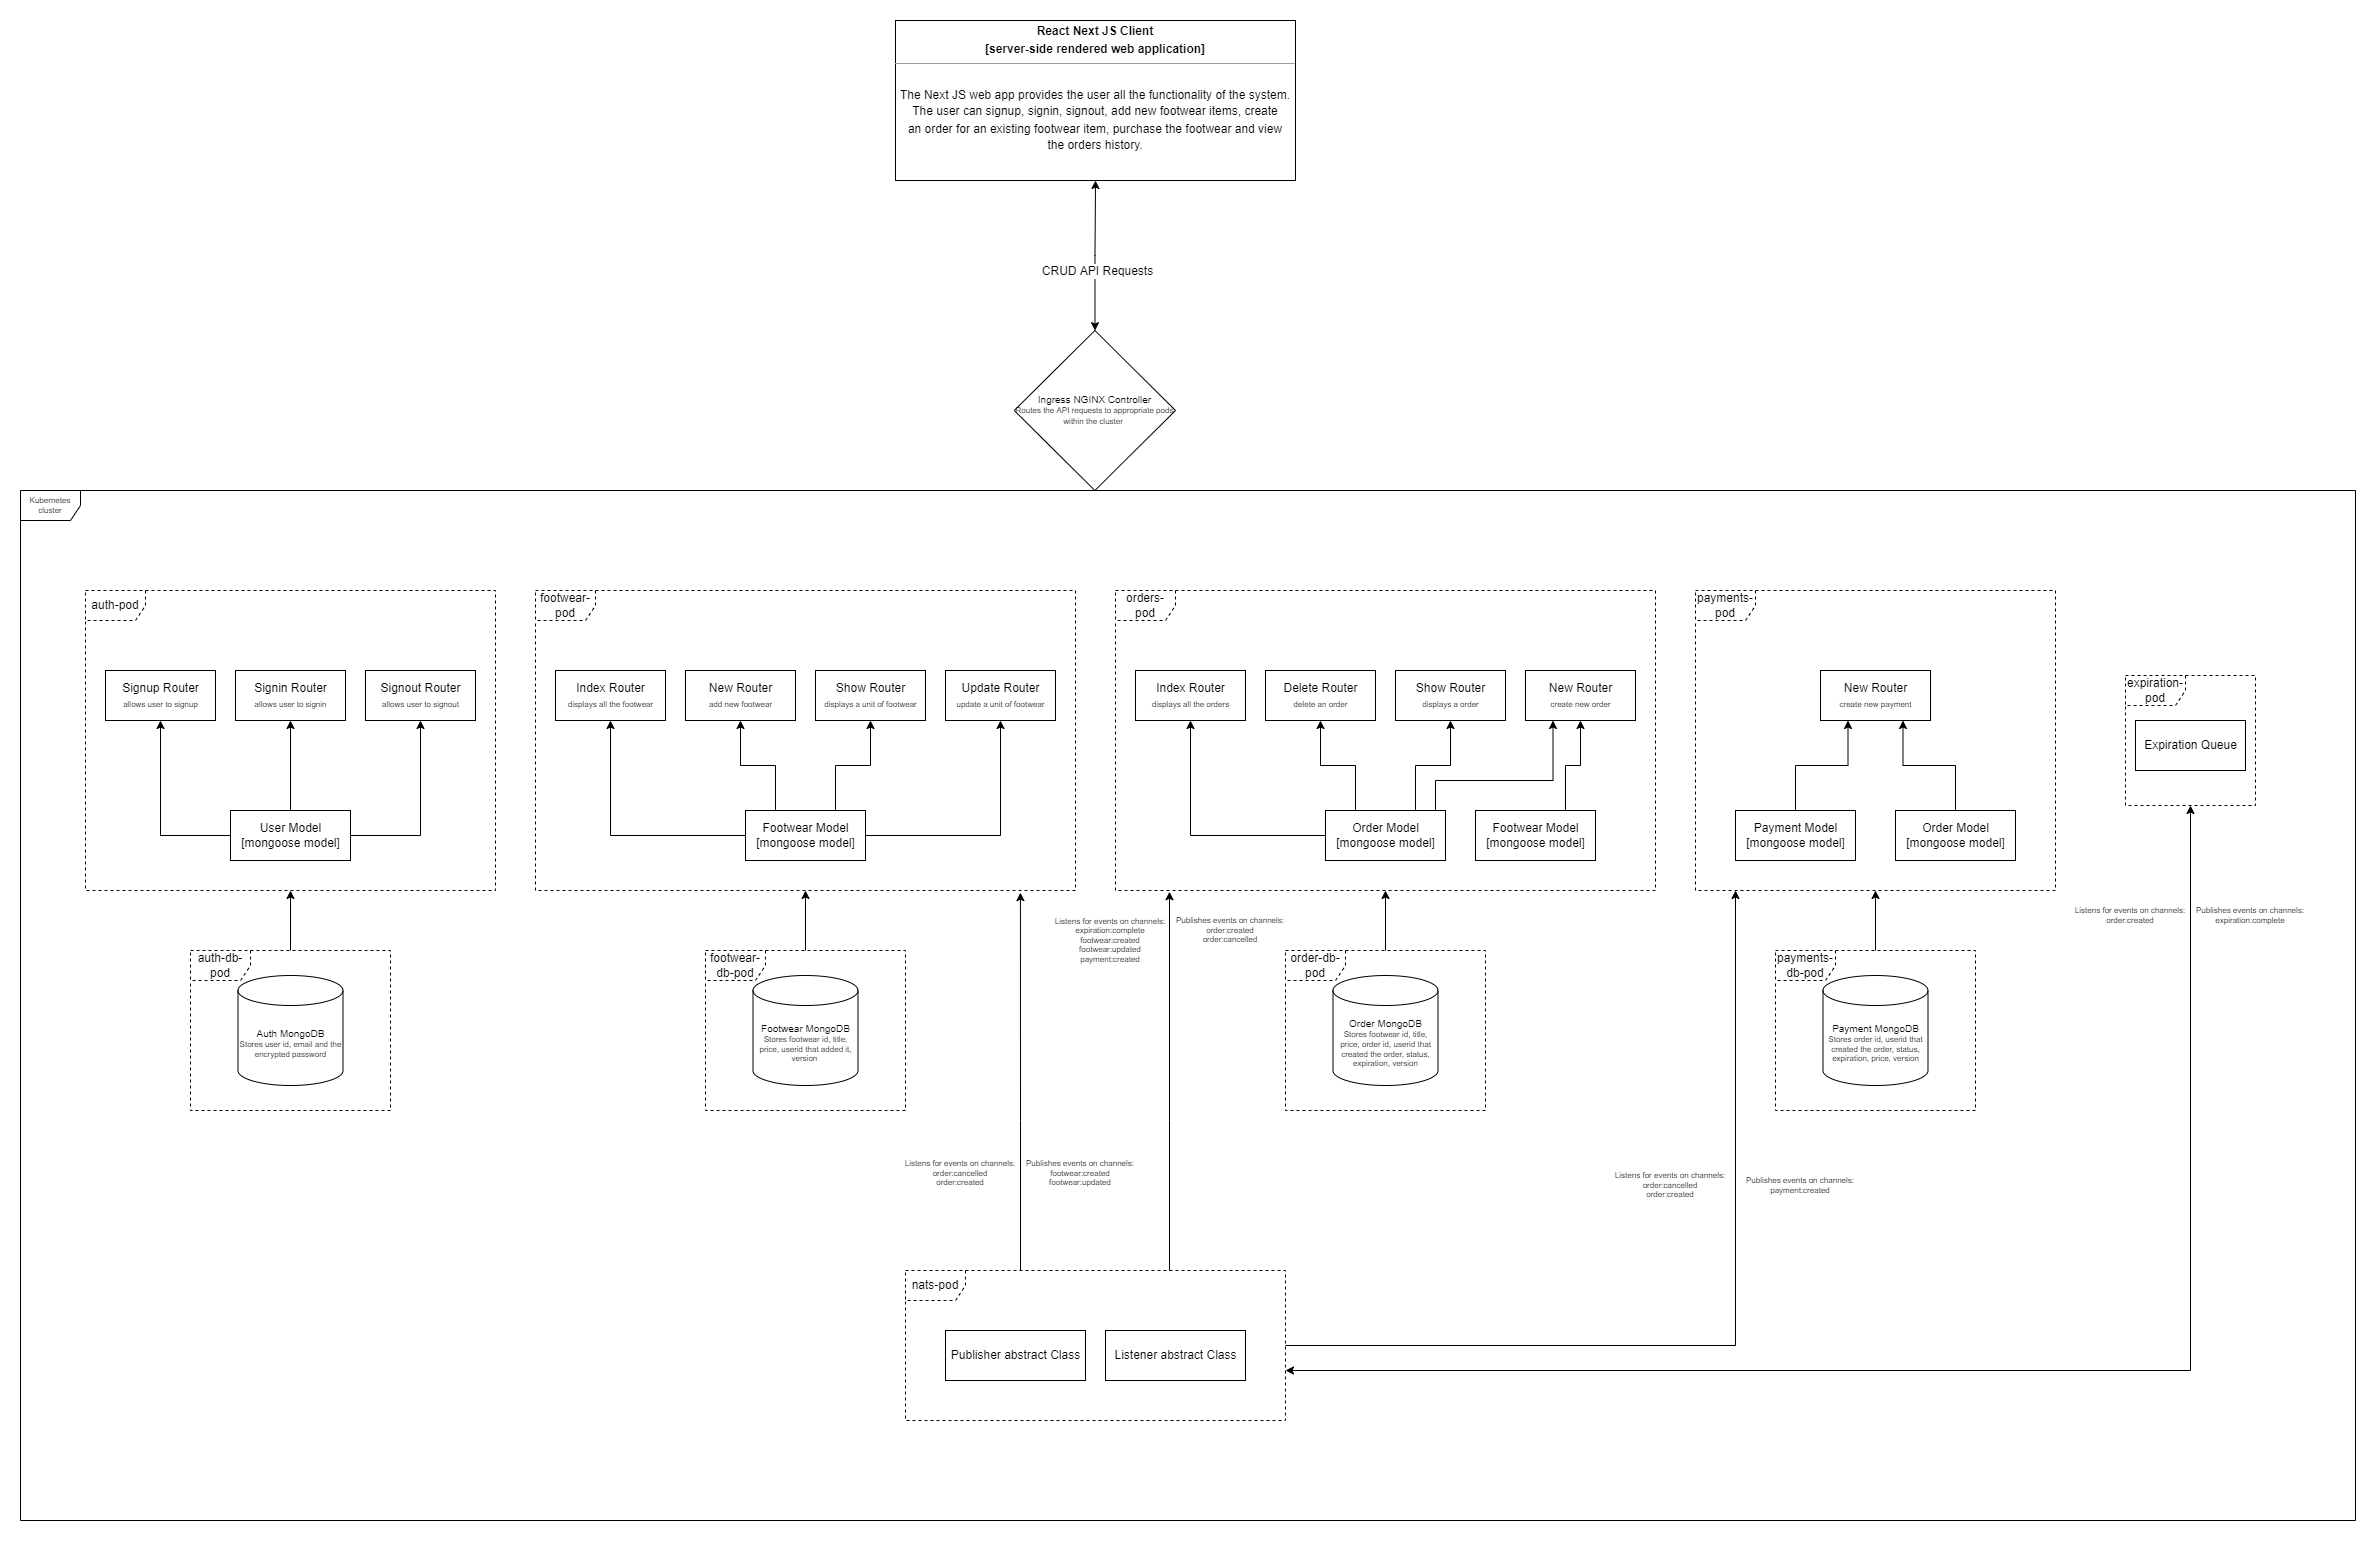 React Next JS Client
[server-side rendered web application]
The Next JS web app provides the user all the functionality of the system.
The user can signup, signin, signout, add new footwear items, create
an order for an existing footwear item, purchase the footwear and view
the orders history.
CRUD API Requests
Ingress NGINX Controller
Routes the API requests to appropriate pods
within the cluster
Kubernetes
cluster
auth-pod
Signup Router
allows user to signup
Signin Router
allows user to signin
Signout Router
allows user to signout
User Model
[mongoose model]
footwear-
pod
Index Router
displays all the footwear
New Router
add new footwear
Show Router
displays a unit of footwear
Update Router
update a unit of footwear
Footwear Model
[mongoose model]
orders-
pod
Index Router
displays all the orders
Delete Router
delete an order
Show Router
displays a order
New Router
create new order
Order Model
[mongoose model]
Footwear Model
[mongoose model]
payments-
pod
New Router
create new payment
Payment Model
[mongoose model]
Order Model
[mongoose model]
expiration-
pod
Expiration Queue
auth-db-
pod
Auth MongoDB
Stores user id, email and the
encrypted password
footwear-
db-pod
Footwear MongoDB
Stores footwear id, title,
price, userid that added it,
version
Listens for events on channels:
expiration:complete
footwear:created
footwear:updated
payment:created
Publishes events on channels:
order:created
order:cancelled
order-db-
pod
Order MongoDB
Stores footwear id, title,
price, order id, userid that
created the order, status,
expiration, version
payments-
db-pod
Payment MongoDB
Stores order id, userid that
created the order, status,
expiration, price, version
Listens for events on channels:
order:created
Publishes events on channels:
expiration:complete
Listens for events on channels:
order:cancelled
order:created
Publishes events on channels:
footwear:created
footwear:updated
Listens for events on channels:
order:cancelled
order:created
Publishes events on channels:
payment:created
nats-pod
Publisher abstract Class
Listener abstract Class